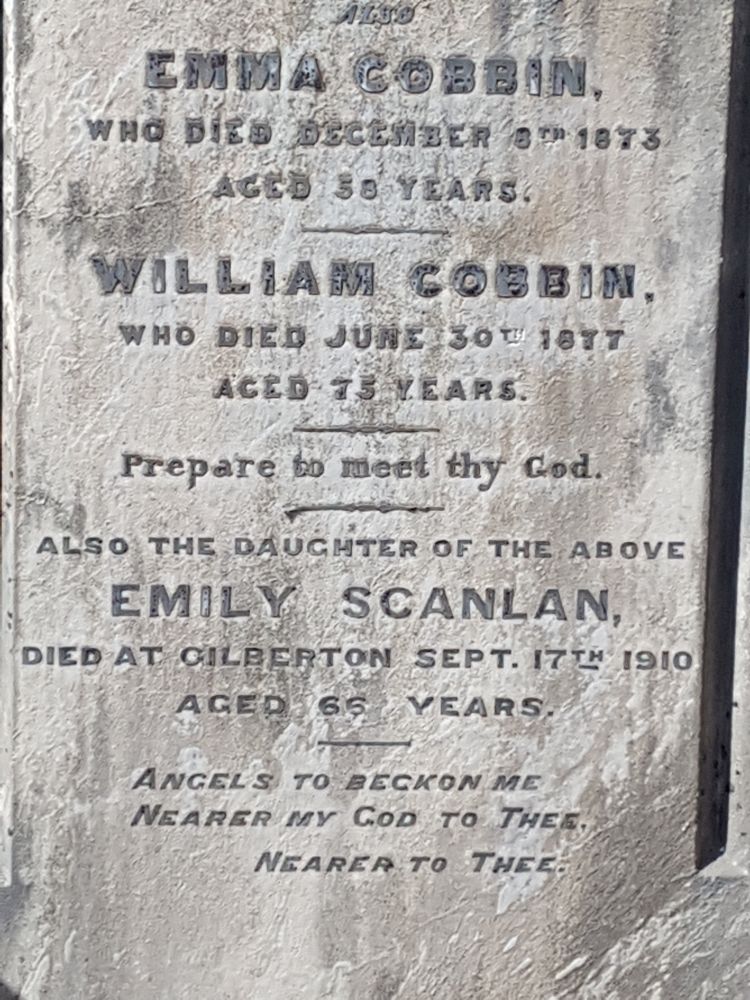 ALSO
EMMA COBBIN,
WHO DIED DECEMBER 8TH 1873
AGED 58 YEARS.
WILLIAM COBBIN,
WHO DIED JUNE 30TH 1877
AGED 75 YEARS.
Prepare to meet thy God.
ALSO THE DAUGHTER OF THE ABOVE
EMILY SCANLAN,
DIED AT GILBERTON SEPT. 17TH 1910
AGED 66 YEARS.
ANGELS TO BECKON ME
NEARER MY GOD TO THEE,
NEARER TO THEE.